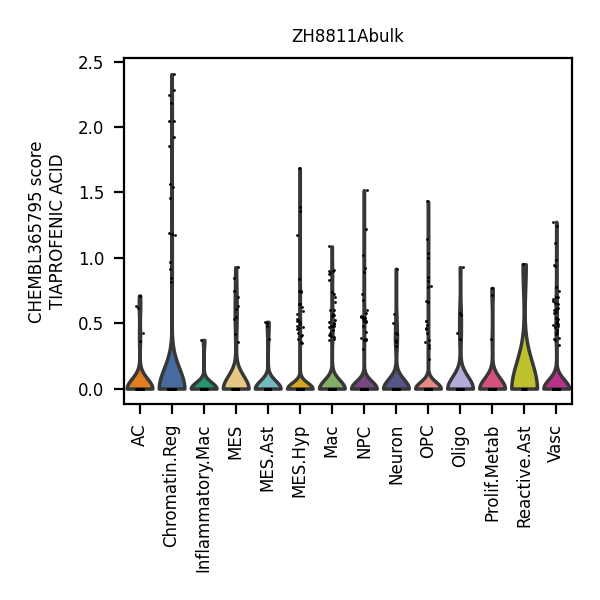 ZH8811Abulk
CHEMBL365795 score
TIAPROFENIC ACID
2.5
2.0
1.5
1.0
0.5
0.0
AC
Chromatin.Reg
Inflammatory.Mac
MES
MES.Ast
MES.Hyp
Mac
NPC
Neuron
OPC
Oligo
Prolif.Metab
Reactive.Ast
Vasc